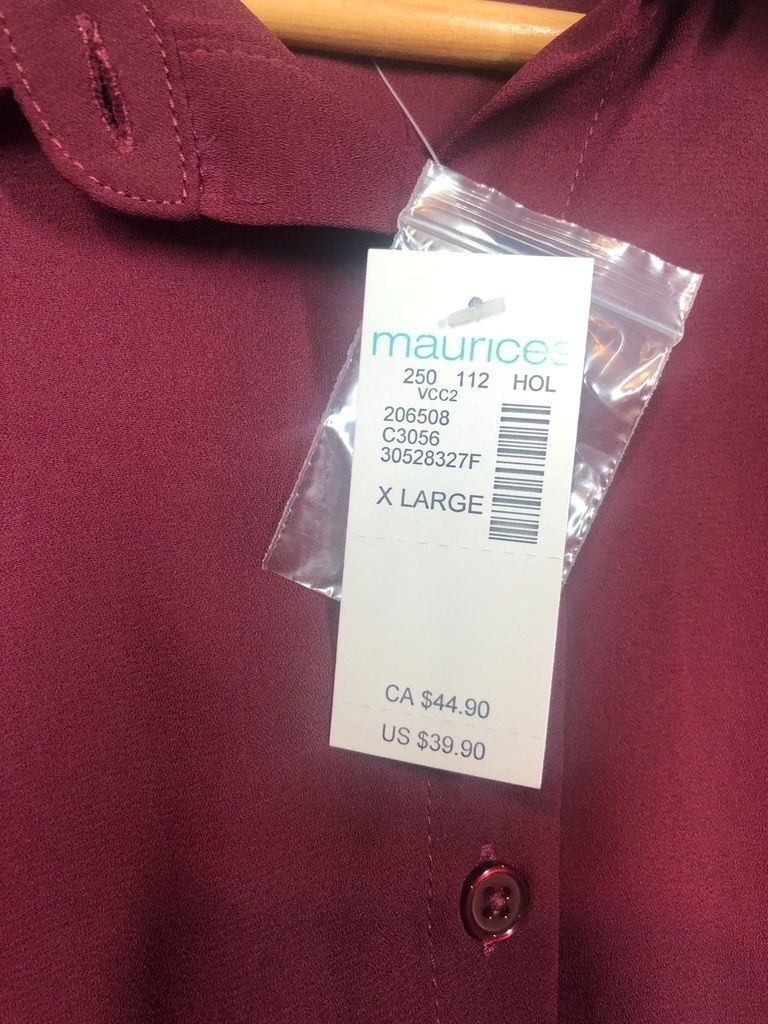 maurices
250 112 HOL
VCC2
206508
C3056
30528327F
X LARGE
CA $44.90
US $39.90